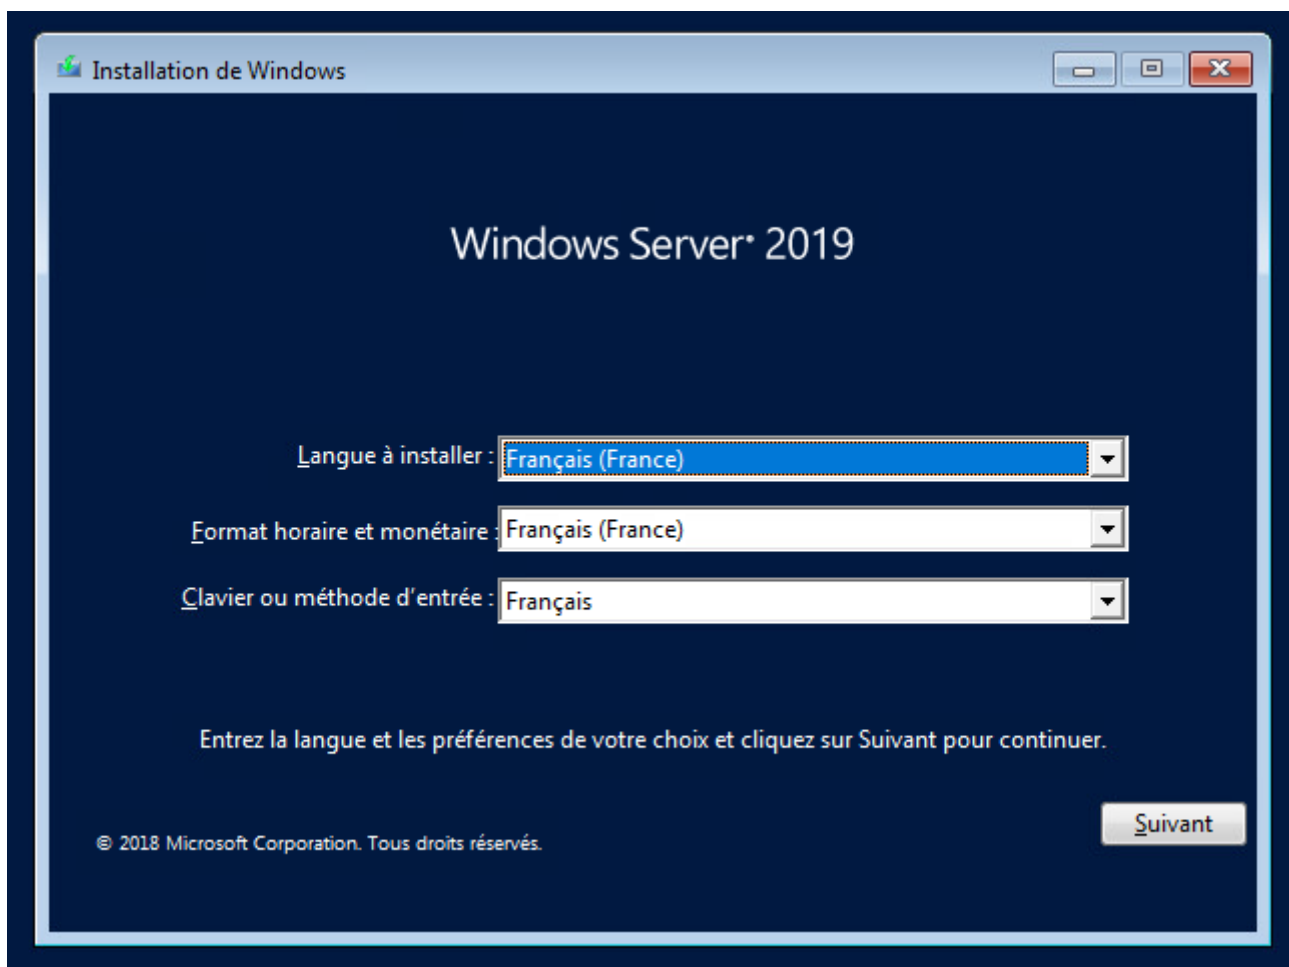 Installation de Windows
Windows Server® 2019
Langue à installer : Français (France)
Format horaire et monétaire : Français (France)
Clavier ou méthode d'entrée : Français
Entrez la langue et les préférences de votre choix et cliquez sur Suivant pour continuer.
Suivant
© 2018 Microsoft Corporation. Tous droits réservés.